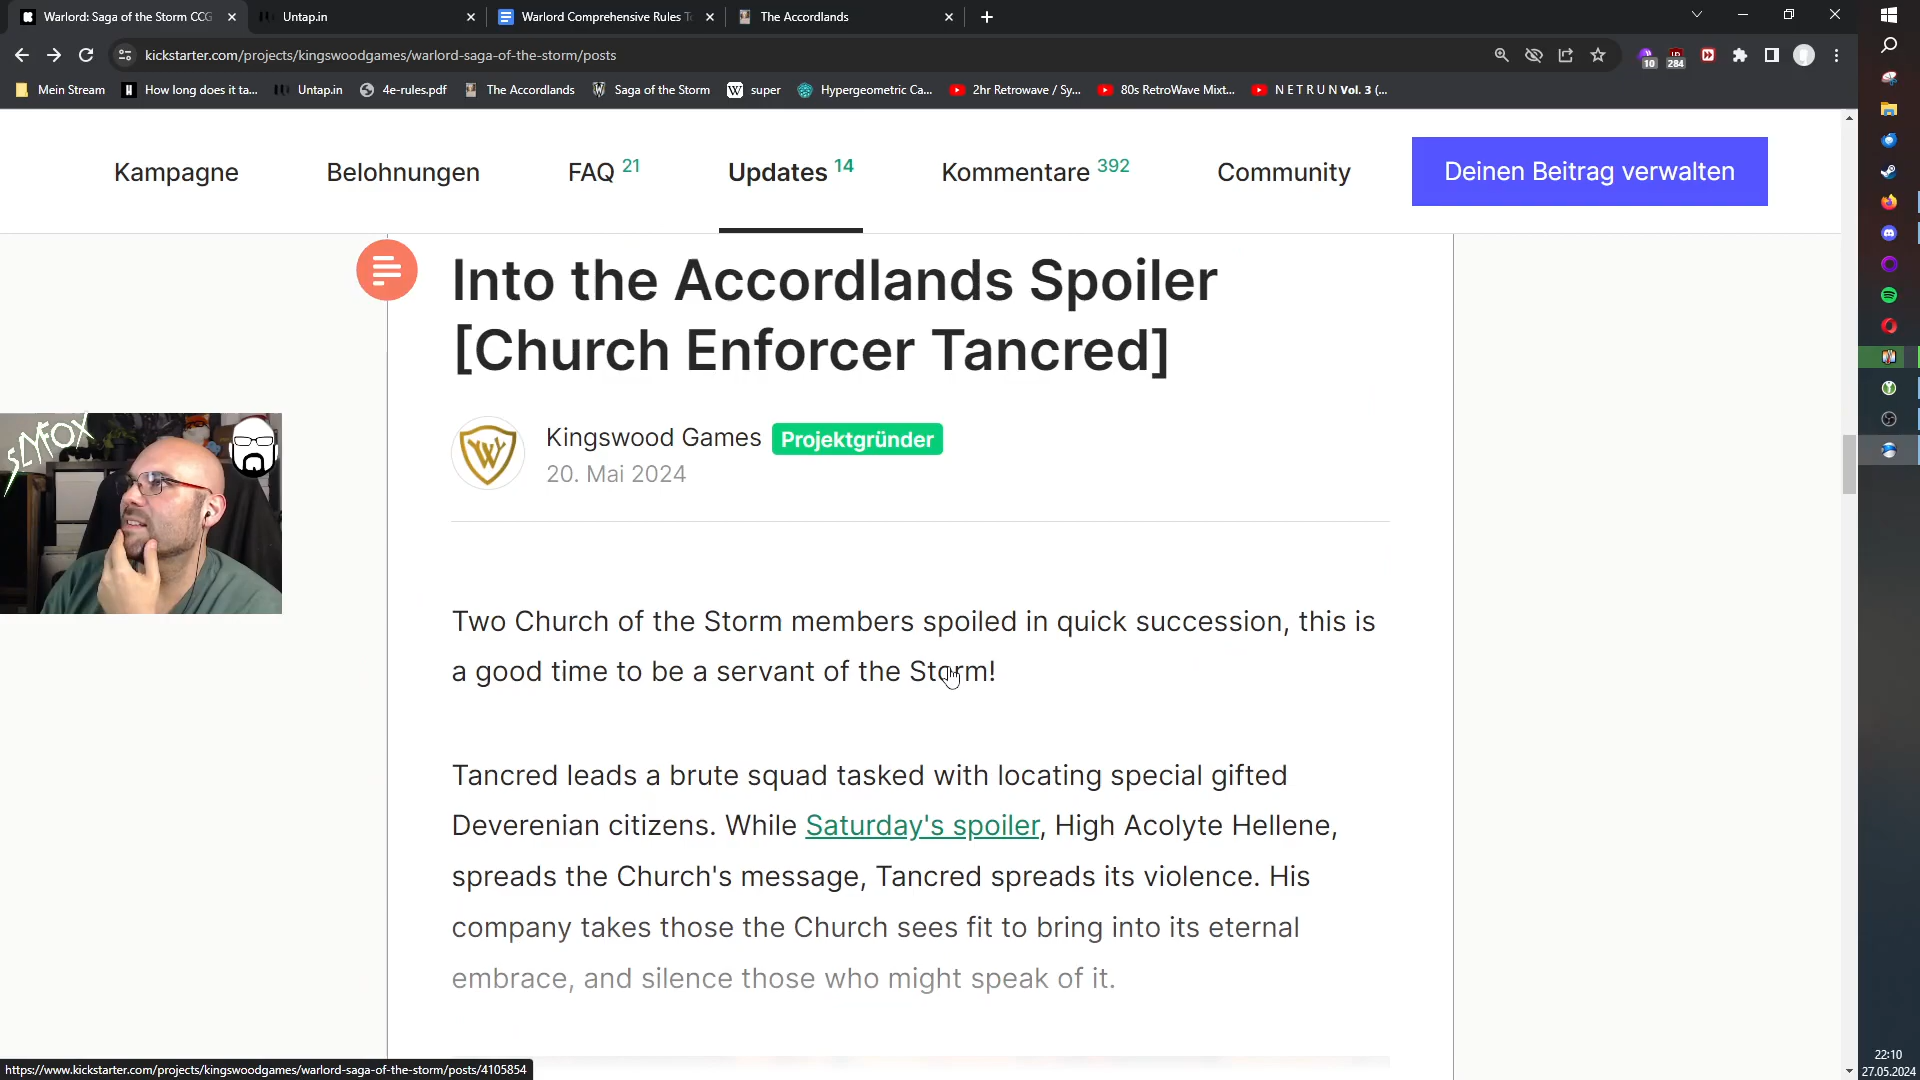 Warlord: Saga of the Storm CCG
Untap.in
Warlord Comprehensive Rules
The Accordlands
kickstarter.com/projects/kingswoodgames/warlord-saga-of-the-storm/posts
10
284
Mein Stream
How long does it ta...
Untap.in
4e-rules.pdf
The Accordlands
Saga of the Storm
super
Hypergeometric Ca...
2hr Retrowave / Sy...
80s RetroWave Mixt...
N E T R U N Vol. 3 (...
Kampagne
Belohnungen
FAQ 21
Updates 14
Kommentare 392
Community
Deinen Beitrag verwalten
Into the Accordlands Spoiler
[Church Enforcer Tancred]
Kingswood Games Projektgründer
20. Mai 2024
SLYFOX
Two Church of the Storm members spoiled in quick succession, this is
a good time to be a servant of the Storm!
Tancred leads a brute squad tasked with locating special gifted
Deverenian citizens. While Saturday's spoiler, High Acolyte Hellene,
spreads the Church's message, Tancred spreads its violence. His
company takes those the Church sees fit to bring into its eternal
embrace, and silence those who might speak of it.
https://www.kickstarter.com/projects/kingswoodgames/warlord-saga-of-the-storm/posts/4105854
22:10
27.05.2024